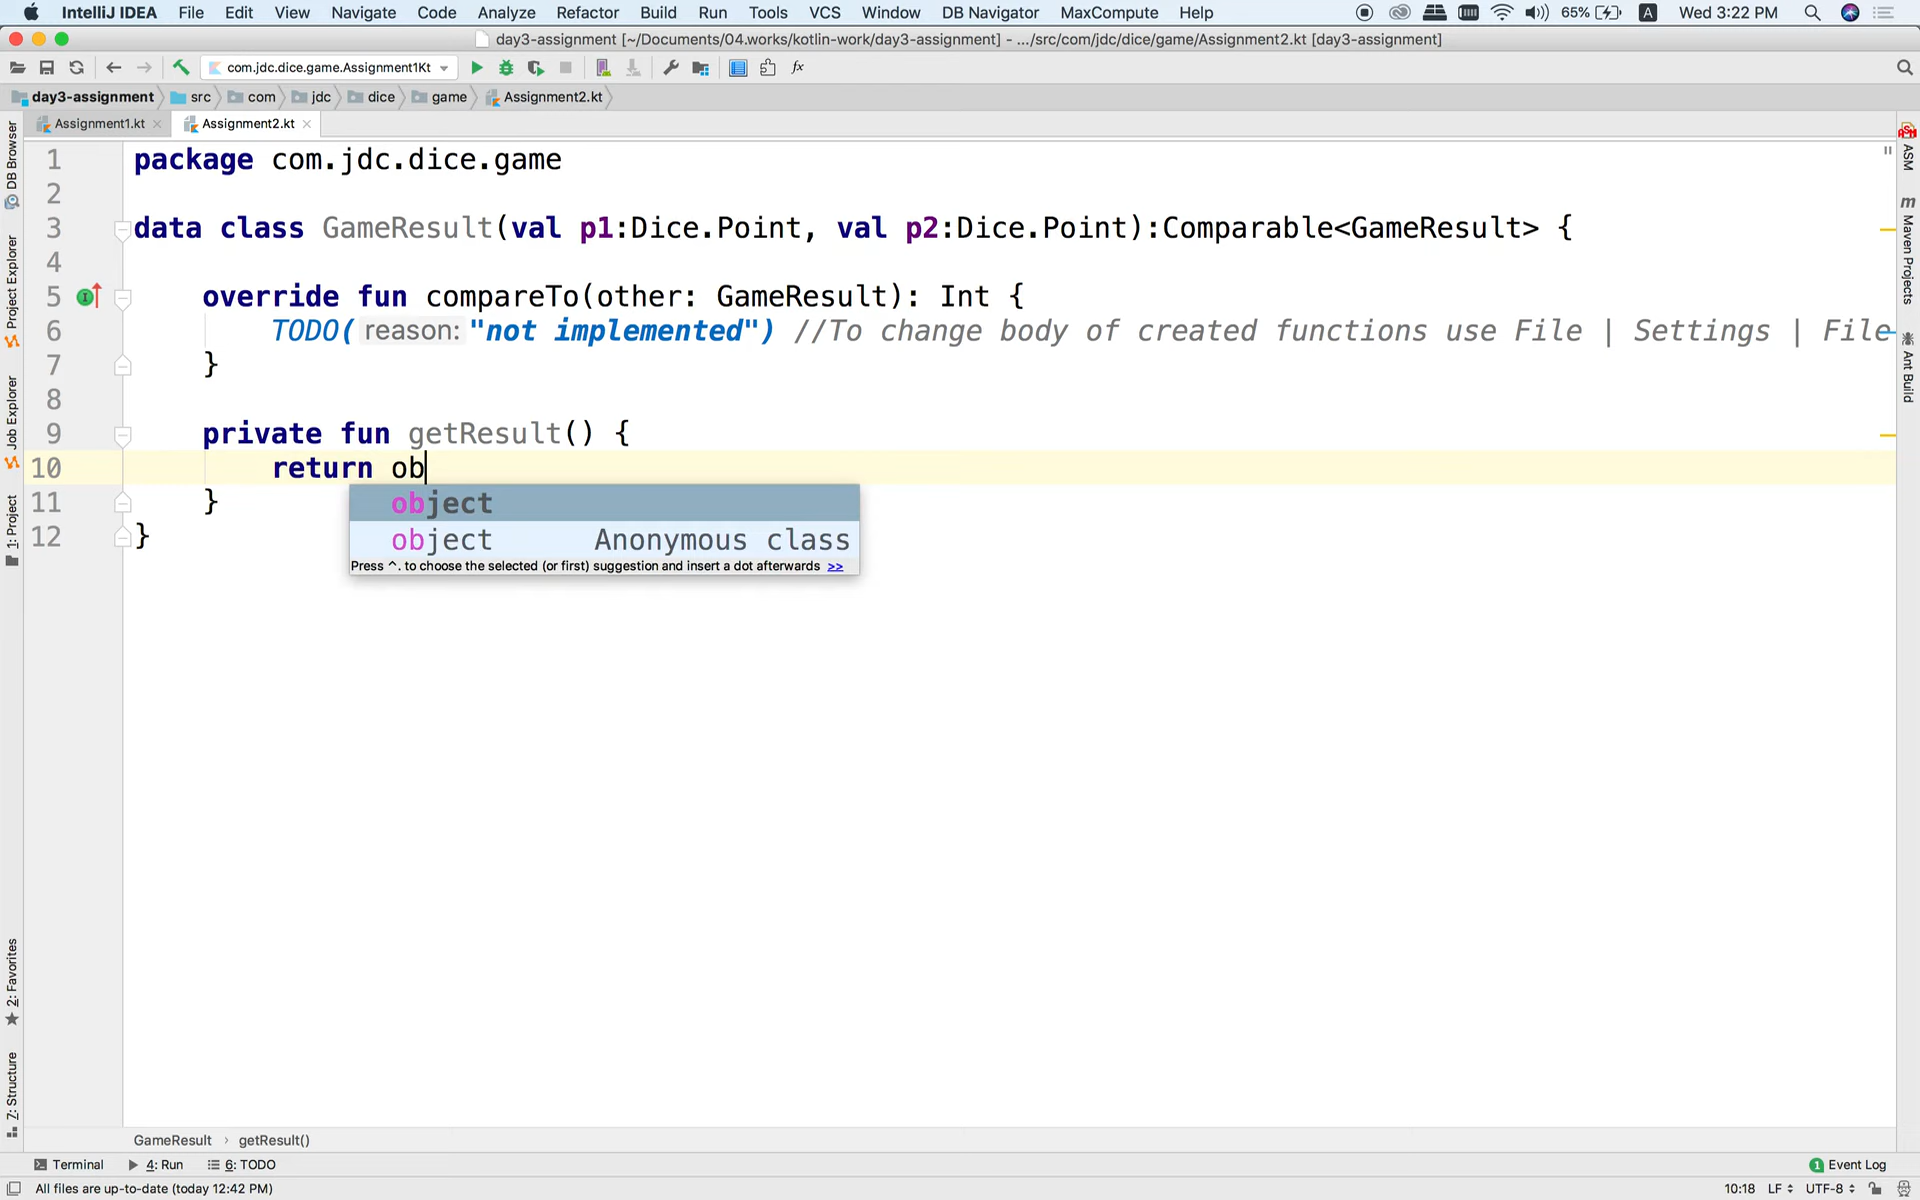 IntelliJ IDEA File Edit View Navigate Code Analyze Refactor Build Run Tools VCS Window DB Navigator MaxCompute Help 65% A Wed 3:22 PM
day3-assignment [~/Documents/04.works/kotlin-work/day3-assignment] - .../src/com/jdc/dice/game/Assignment2.kt [day3-assignment]
com.jdc.dice.game.Assignment1Kt
day3-assignment src com jdc dice game Assignment2.kt
Assignment1.kt Assignment2.kt
1 package com.jdc.dice.game
2
3 data class GameResult(val p1:Dice.Point, val p2:Dice.Point):Comparable<GameResult> {
4
5 override fun compareTo(other: GameResult): Int {
6 TODO( reason: "not implemented") //To change body of created functions use File | Settings | File
7 }
8
9 private fun getResult() {
10 return ob
11 }
12 }
object
object Anonymous class
Press ^. to choose the selected (or first) suggestion and insert a dot afterwards >>
DB Browser
Project Explorer
Job Explorer
1: Project
2: Favorites
7: Structure
ASM
ASM
m
Maven Projects
Ant Build
GameResult › getResult()
Terminal 4: Run 6: TODO 1 Event Log
All files are up-to-date (today 12:42 PM) 10:18 LF UTF-8